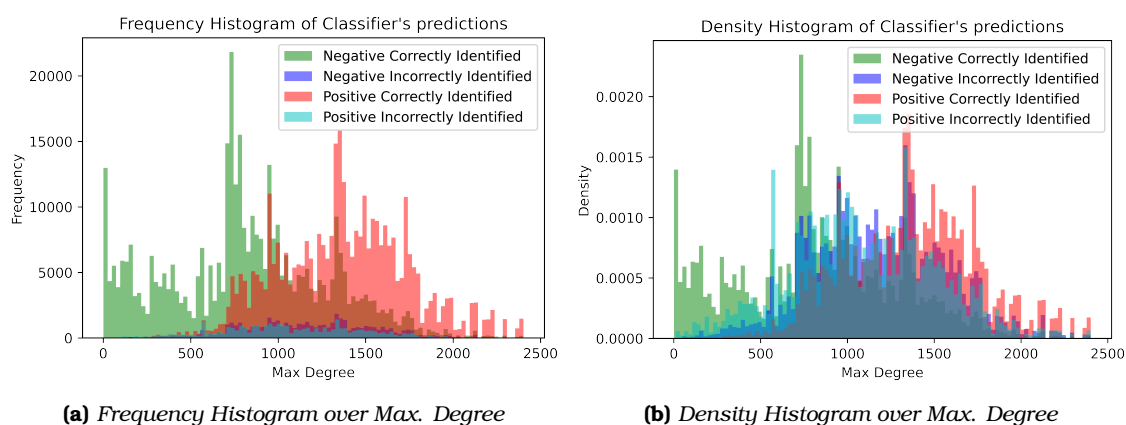 Frequency Histogram of Classifier's predictions
Negative Correctly Identified
Negative Incorrectly Identified
Positive Correctly Identified
Positive Incorrectly Identified
Frequency
20000
15000
10000
5000
0
0 500 1000 1500 2000 2500
Max Degree
(a) Frequency Histogram over Max. Degree
Density Histogram of Classifier's predictions
Negative Correctly Identified
Negative Incorrectly Identified
Positive Correctly Identified
Positive Incorrectly Identified
Density
0.0020
0.0015
0.0010
0.0005
0.0000
0 500 1000 1500 2000 2500
Max Degree
(b) Density Histogram over Max. Degree